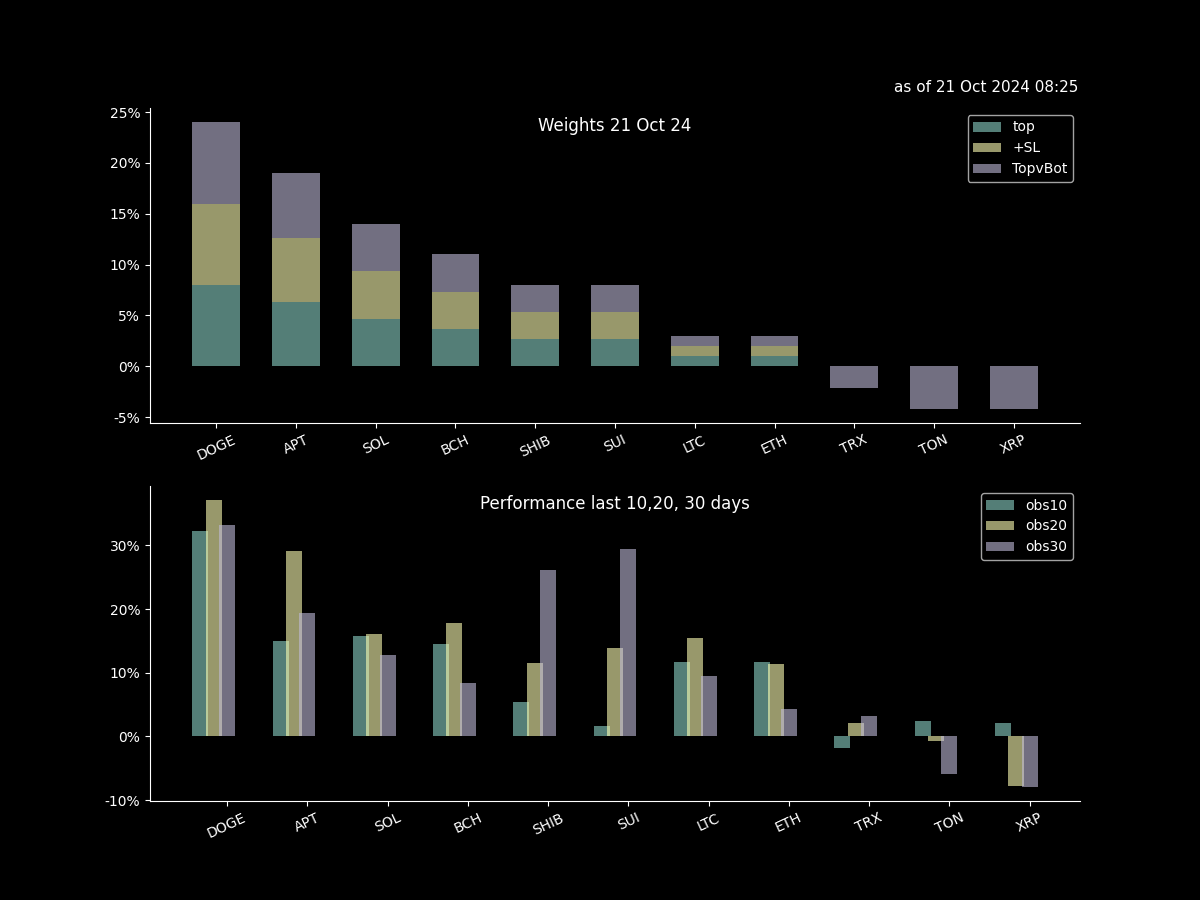 as of 21 Oct 2024 08:25
Weights 21 Oct 24
top
+SL
TopvBot
25%
20%
15%
10%
5%
0%
-5%
DOGE APT SOL BCH SHIB SUI LTC ETH TRX TON XRP
Performance last 10,20, 30 days
obs10
obs20
obs30
30%
20%
10%
0%
-10%
DOGE APT SOL BCH SHIB SUI LTC ETH TRX TON XRP